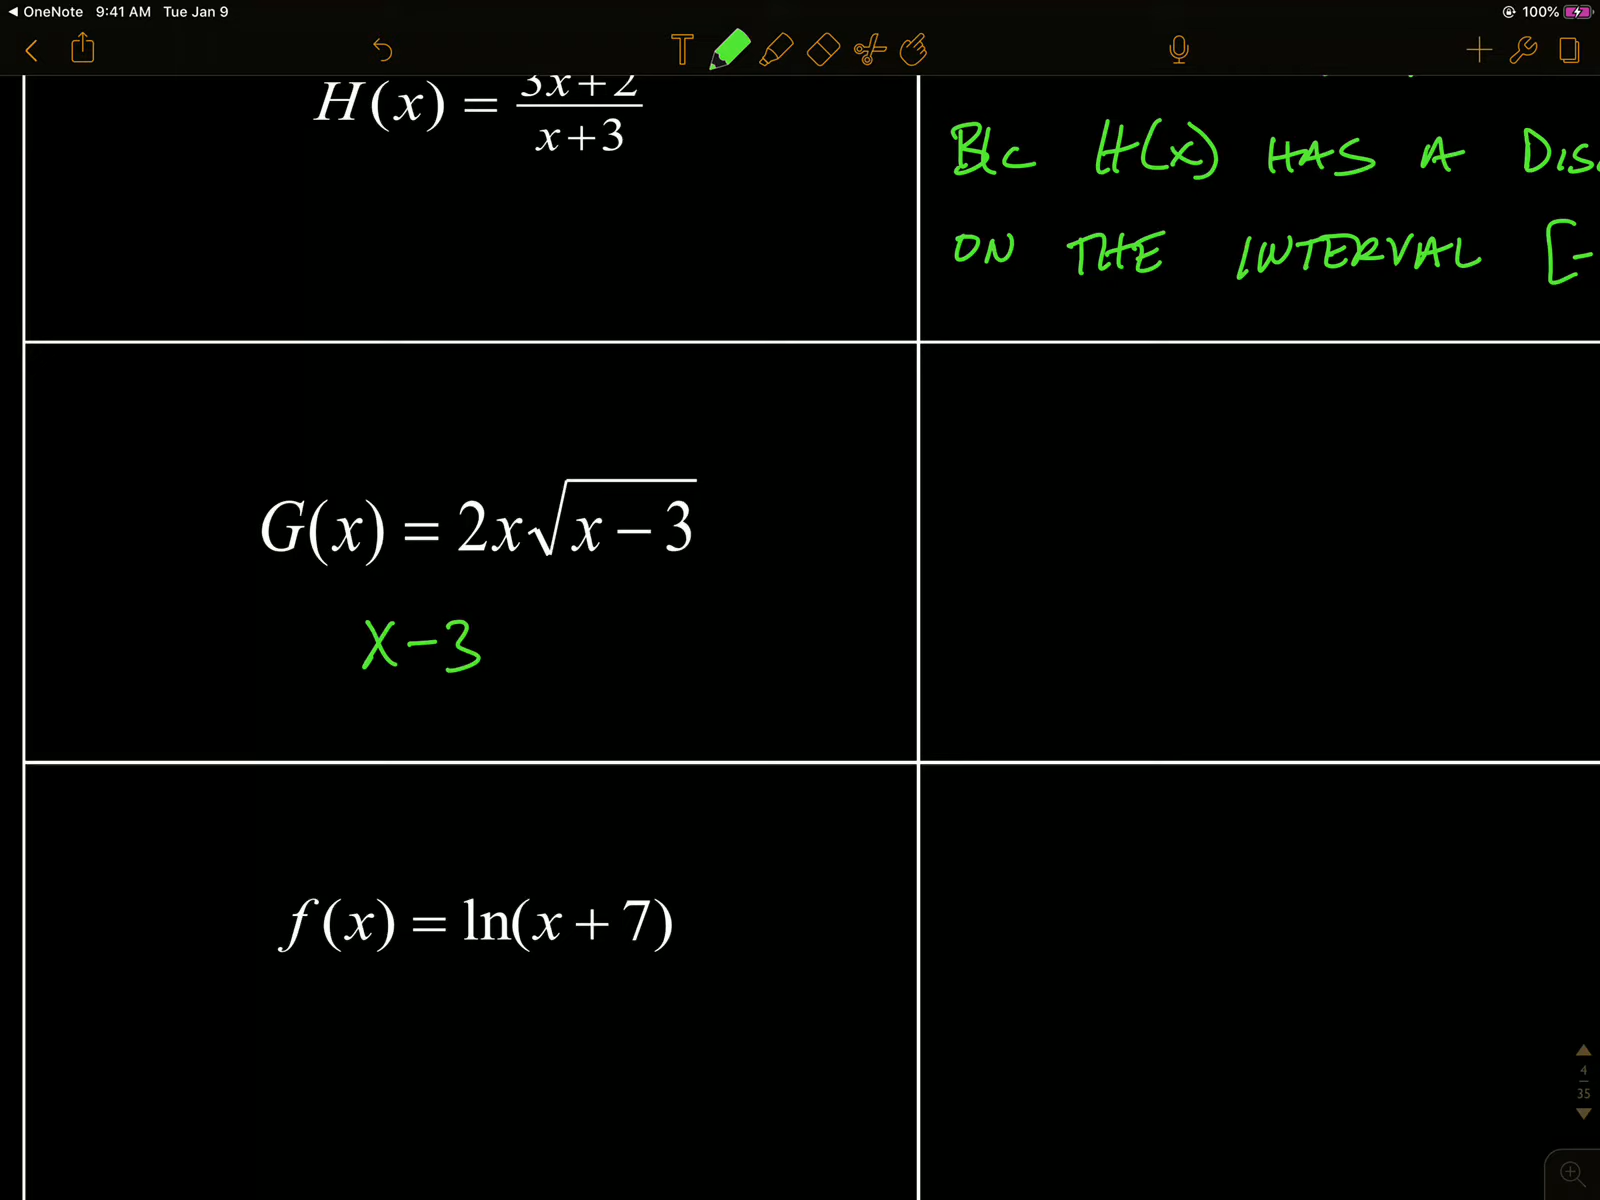 ◀ OneNote 9:41 AM Tue Jan 9 100%
T
H(x) = 3x+2 / x+3
B/c H(x) HAS A DIS
ON THE INTERVAL [-
G(x) = 2x√x − 3
X-3
f(x) = ln(x + 7)
4
35